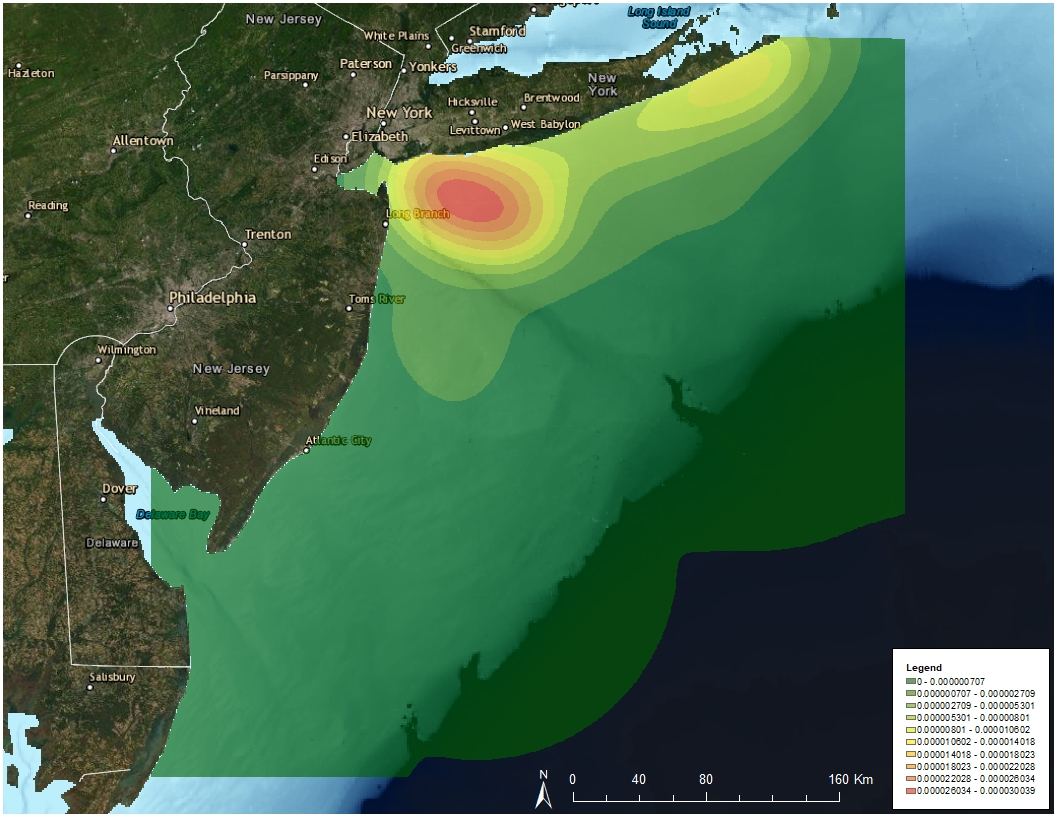 New Jersey
Long Island
Sound
Stamford
White Plains
Greenwich
Paterson
Yonkers
Hazleton
Parsippany
New
York
Brentwood
Hicksville
New York
Levittown
West Babylon
Allentown
Elizabeth
Edison
Reading
Long Branch
Trenton
Philadelphia
Toms River
Wilmington
New Jersey
Vineland
Atlantic City
Dover
Delaware Bay
Delaware
Salisbury
N
0 40 80 160 Km
Legend
0 - 0.000000707
0.000000707 - 0.000002709
0.000002709 - 0.000005301
0.000005301 - 0.00000801
0.00000801 - 0.000010602
0.000010602 - 0.000014018
0.000014018 - 0.000018023
0.000018023 - 0.000022028
0.000022028 - 0.000026034
0.000026034 - 0.000030039